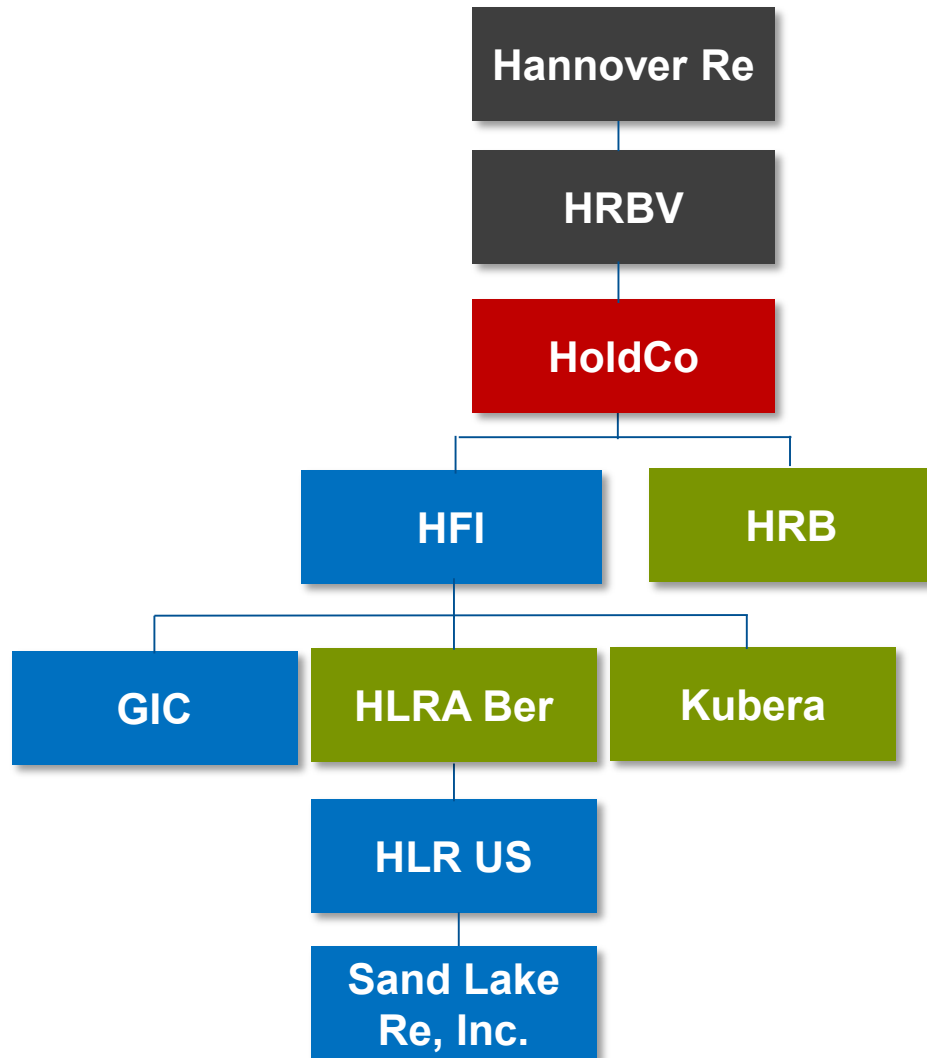 Hannover Re
HRBV
HoldCo
HFI
HRB
GIC
HLRA Ber
Kubera
HLR US
Sand Lake
Re, Inc.